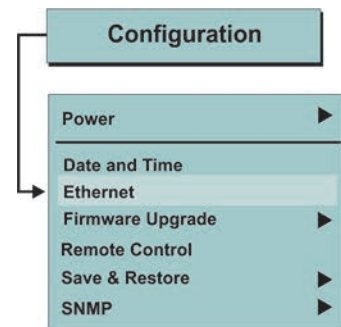 Configuration
Power
Date and Time
Ethernet
Firmware Upgrade
Remote Control
Save & Restore
SNMP